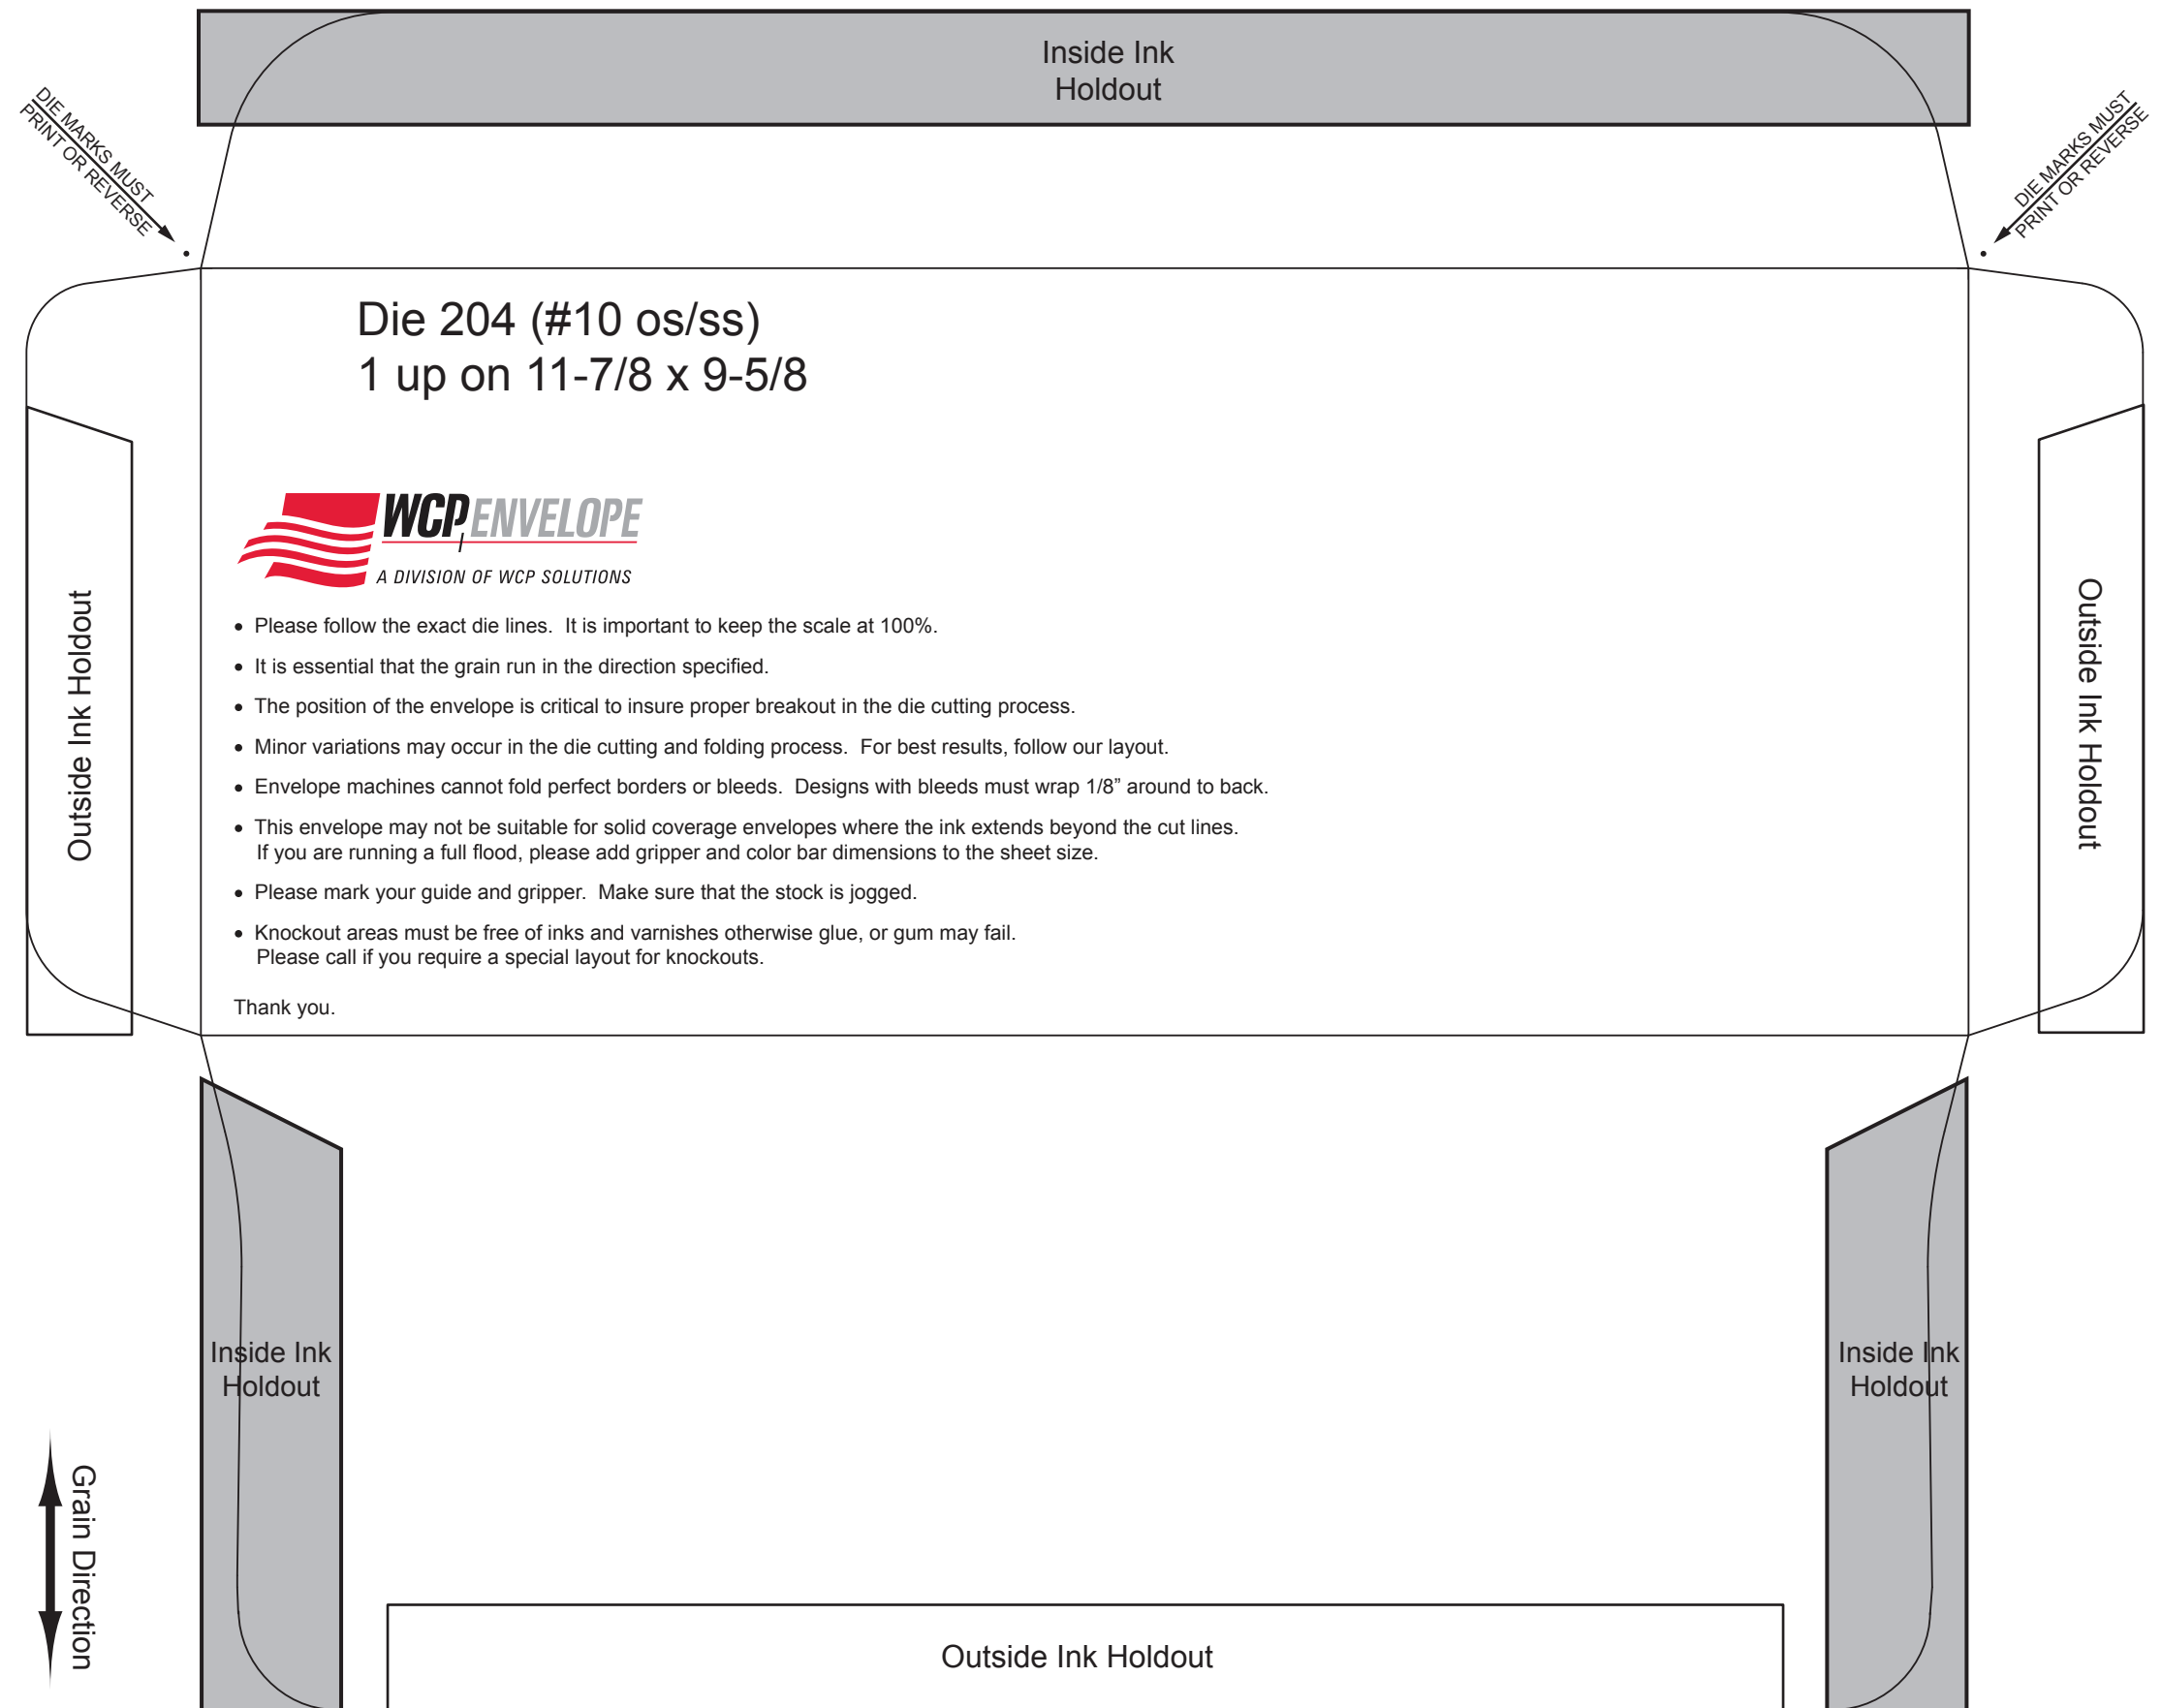 Inside Ink
Holdout
DIE MARKS MUST
PRINT OR REVERSE
DIE MARKS MUST
PRINT OR REVERSE
Die 204 (#10 os/ss)
1 up on 11-7/8 x 9-5/8
WCP ENVELOPE
A DIVISION OF WCP SOLUTIONS
• Please follow the exact die lines.  It is important to keep the scale at 100%.
• It is essential that the grain run in the direction specified.
• The position of the envelope is critical to insure proper breakout in the die cutting process.
• Minor variations may occur in the die cutting and folding process.  For best results, follow our layout.
• Envelope machines cannot fold perfect borders or bleeds.  Designs with bleeds must wrap 1/8” around to back.
• This envelope may not be suitable for solid coverage envelopes where the ink extends beyond the cut lines.
If you are running a full flood, please add gripper and color bar dimensions to the sheet size.
• Please mark your guide and gripper.  Make sure that the stock is jogged.
• Knockout areas must be free of inks and varnishes otherwise glue, or gum may fail.
Please call if you require a special layout for knockouts.
Thank you.
Outside Ink Holdout
Outside Ink Holdout
Inside Ink
Holdout
Inside Ink
Holdout
Grain Direction
Outside Ink Holdout